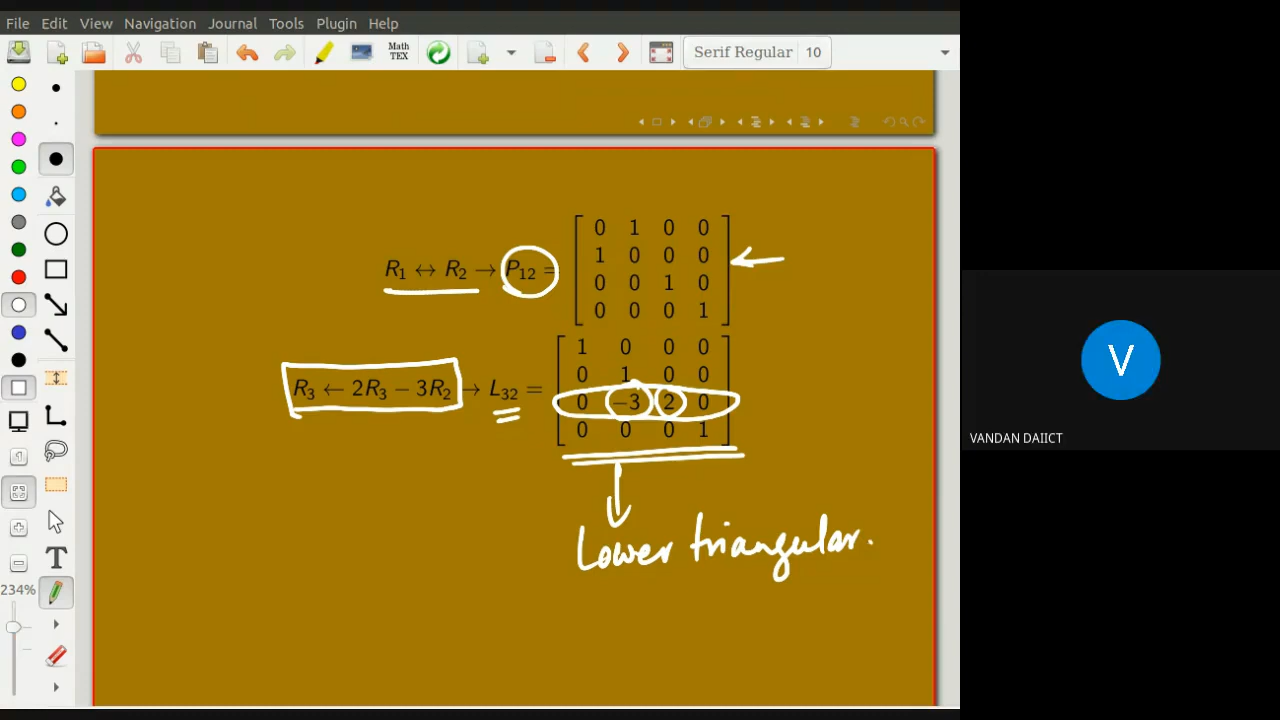 File Edit View Navigation Journal Tools Plugin Help
Math TEX Serif Regular 10
R₁ ↔ R₂ → P₁₂ =
0 1 0 0
1 0 0 0
0 0 1 0
0 0 0 1
R₃ ← 2R₃ − 3R₂ → L₃₂ =
1 0 0 0
0 1 0 0
0 −3 2 0
0 0 0 1
Lower triangular.
234%
T
V
VANDAN DAIICT